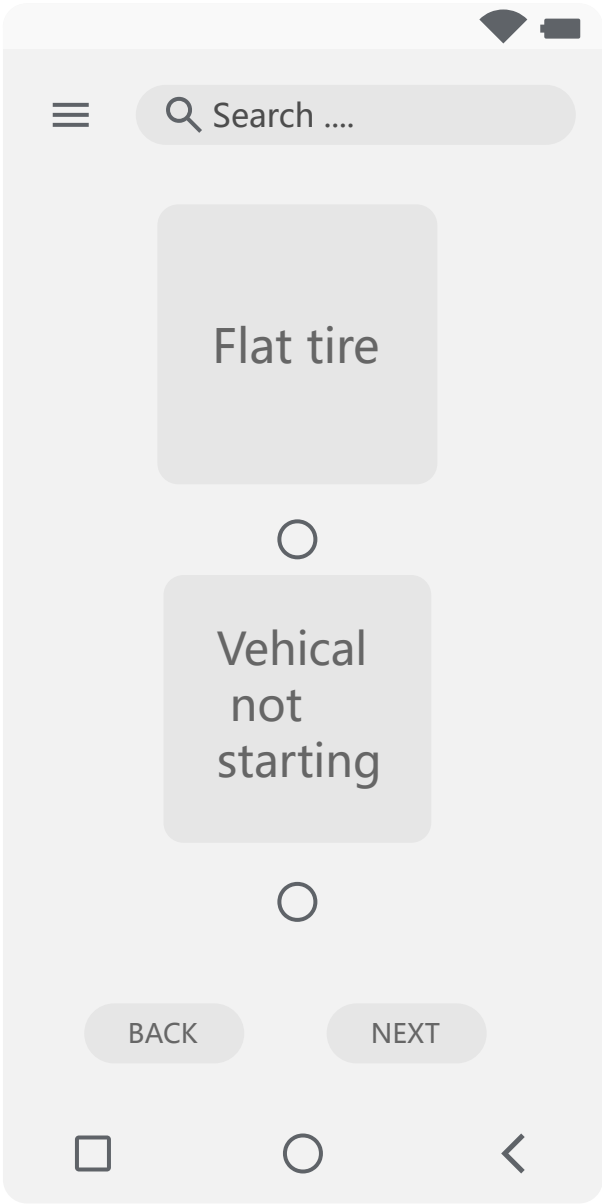 Search ....
Flat tire
Vehical
not
starting
BACK
NEXT